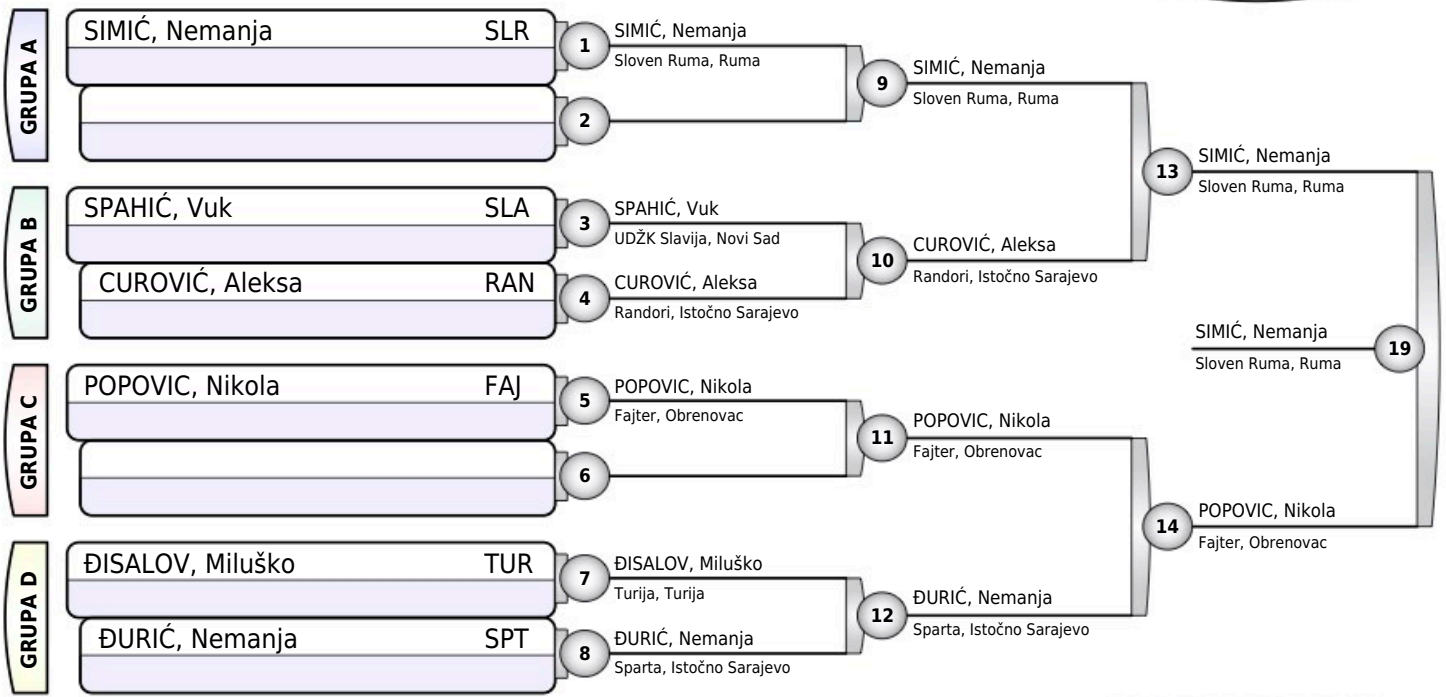 GRUPA A
SIMIĆ, Nemanja SLR
1
2
GRUPA B
SPAHIĆ, Vuk SLA
3
CUROVIĆ, Aleksa RAN
4
GRUPA C
POPOVIC, Nikola FAJ
5
6
GRUPA D
ĐISALOV, Miluško TUR
7
ĐURIĆ, Nemanja SPT
8
SIMIĆ, Nemanja
Sloven Ruma, Ruma
SPAHIĆ, Vuk
UDŽK Slavija, Novi Sad
CUROVIĆ, Aleksa
Randori, Istočno Sarajevo
POPOVIC, Nikola
Fajter, Obrenovac
ĐISALOV, Miluško
Turija, Turija
ĐURIĆ, Nemanja
Sparta, Istočno Sarajevo
9
SIMIĆ, Nemanja
Sloven Ruma, Ruma
10
CUROVIĆ, Aleksa
Randori, Istočno Sarajevo
11
POPOVIC, Nikola
Fajter, Obrenovac
12
ĐURIĆ, Nemanja
Sparta, Istočno Sarajevo
13
SIMIĆ, Nemanja
Sloven Ruma, Ruma
14
POPOVIC, Nikola
Fajter, Obrenovac
SIMIĆ, Nemanja
Sloven Ruma, Ruma
19